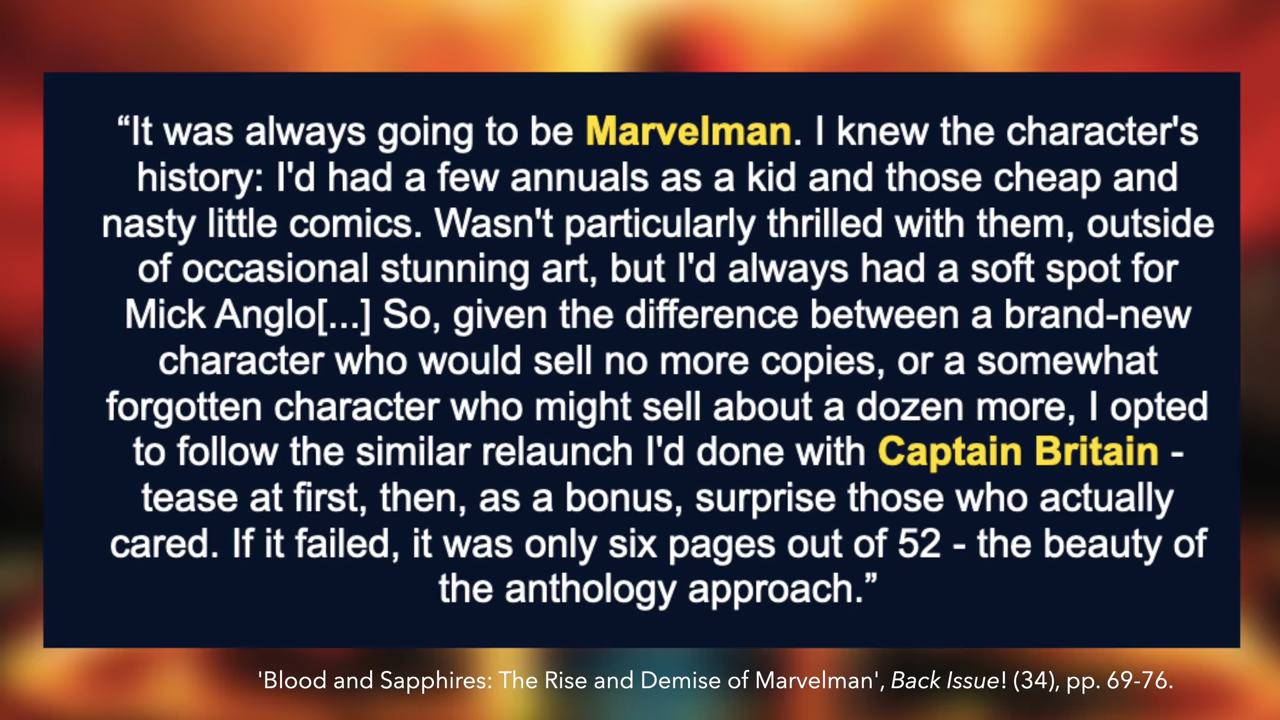 “It was always going to be Marvelman. I knew the character's
history: I'd had a few annuals as a kid and those cheap and
nasty little comics. Wasn't particularly thrilled with them, outside
of occasional stunning art, but I'd always had a soft spot for
Mick Anglo[...] So, given the difference between a brand-new
character who would sell no more copies, or a somewhat
forgotten character who might sell about a dozen more, I opted
to follow the similar relaunch I'd done with Captain Britain -
tease at first, then, as a bonus, surprise those who actually
cared. If it failed, it was only six pages out of 52 - the beauty of
the anthology approach.”
'Blood and Sapphires: The Rise and Demise of Marvelman', Back Issue! (34), pp. 69-76.